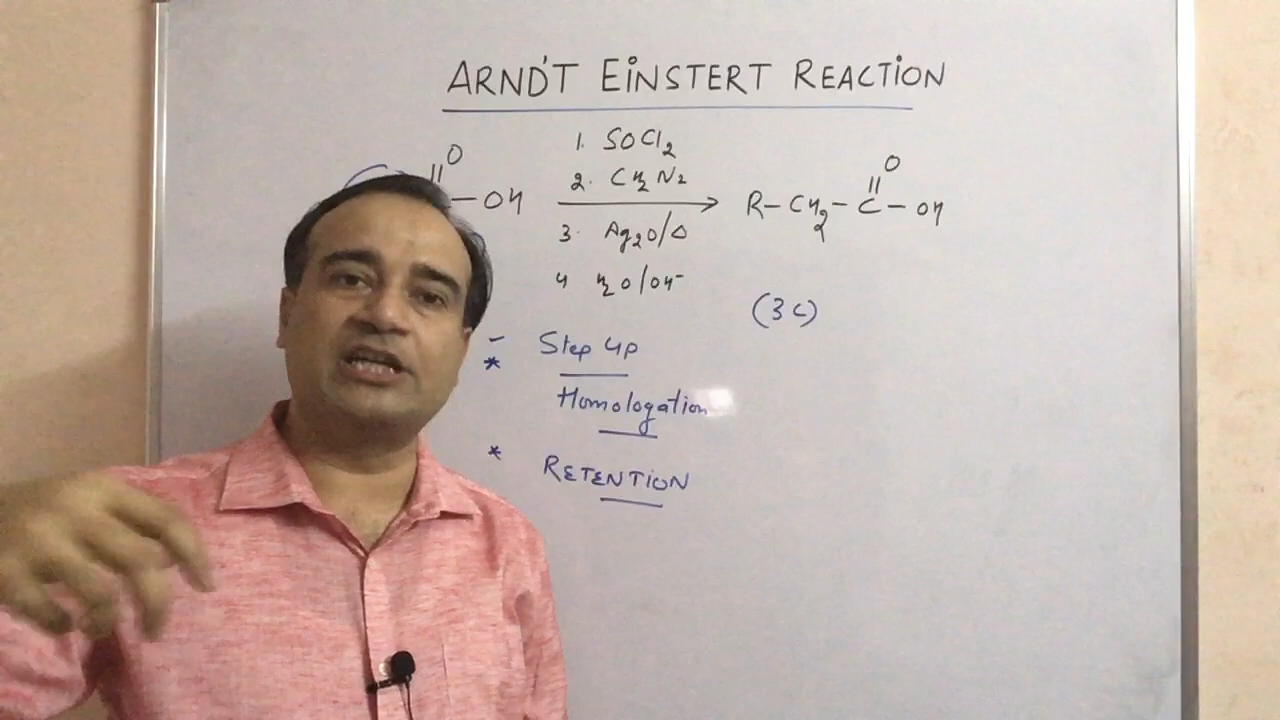 ARND'T EINSTERT REACTION
O
1. SOCl2
O
2. CH2N2
—OH
R—CH2—C—OH
3. Ag2O/Δ
4 H2O/OH⁻
(3C)
— Step up
*
Homologation
* RETENTION